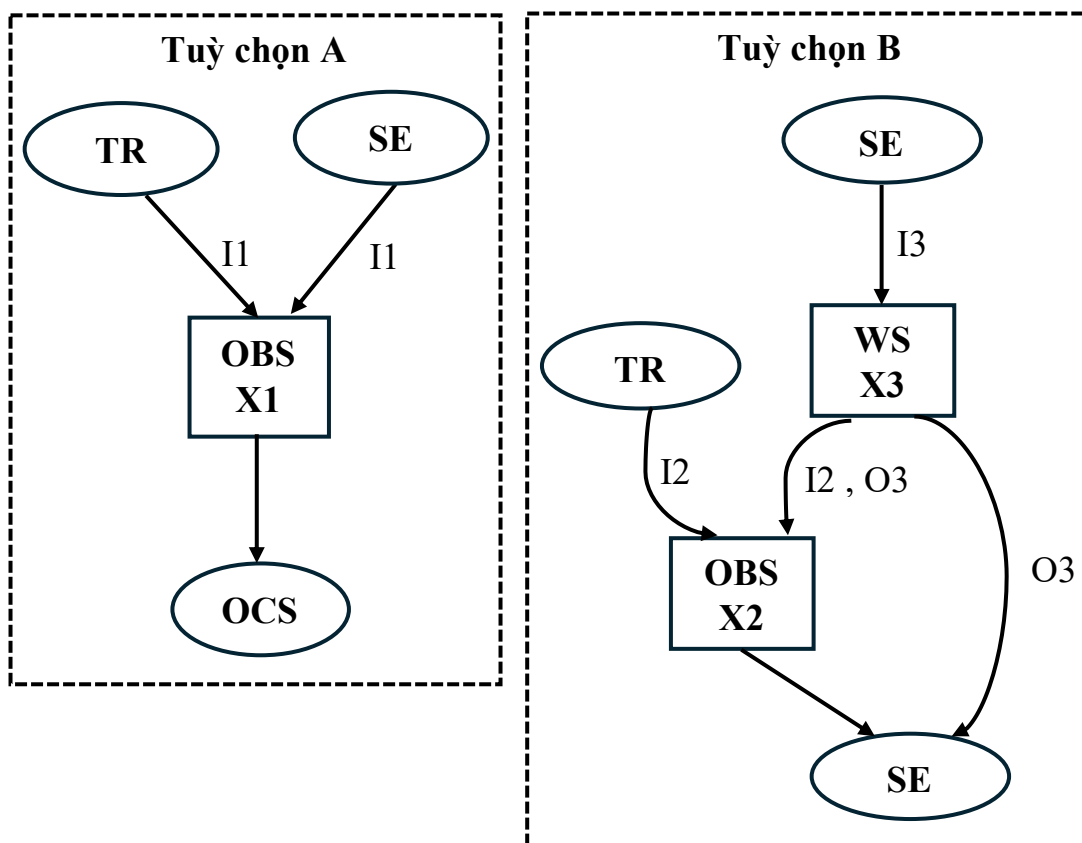 Tuỳ chọn A
TR
SE
I1
I1
OBS
X1
OCS
Tuỳ chọn B
SE
I3
WS
X3
TR
I2
I2 , O3
O3
OBS
X2
SE